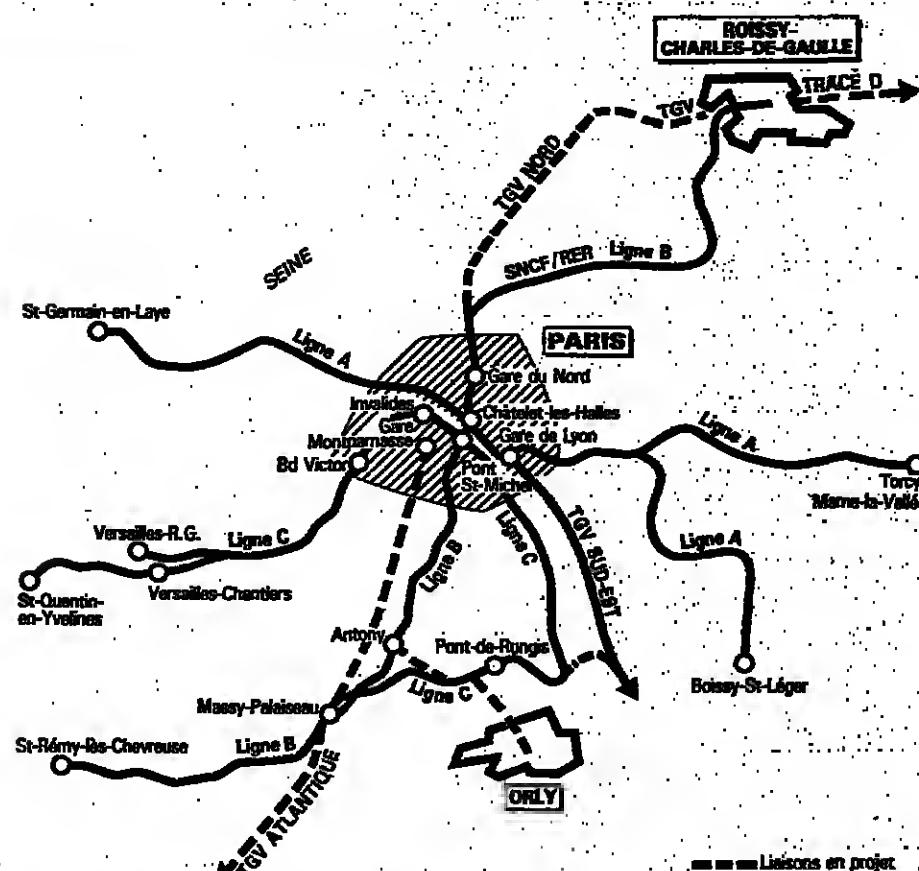 ROISSY-
CHARLES-DE-GAULLE
TGV
TRACÉ D
TGV NORD
SNCF/RER
Ligne B
SEINE
St-Germain-en-Laye
Ligne A
PARIS
Gare du Nord
Invalides
Châtelet-les-Halles
Gare
Montparnasse
Gare de Lyon
Bd Victor
Pont
St-Michel
Ligne A
Torcy
Marne-la-Vallé
Versailles-R.G.
Ligne C
Ligne B
Ligne C
TGV SUD-EST
Ligne A
St-Quentin-
en-Yvelines
Versailles-Chantiers
Antony
Pont-de-Rungis
Boissy-St-Léger
Ligne C
Massy-Palaiseau
St-Rémy-lès-Chevreuse
Ligne B
ORLY
TGV ATLANTIQUE
Liaisons en projet